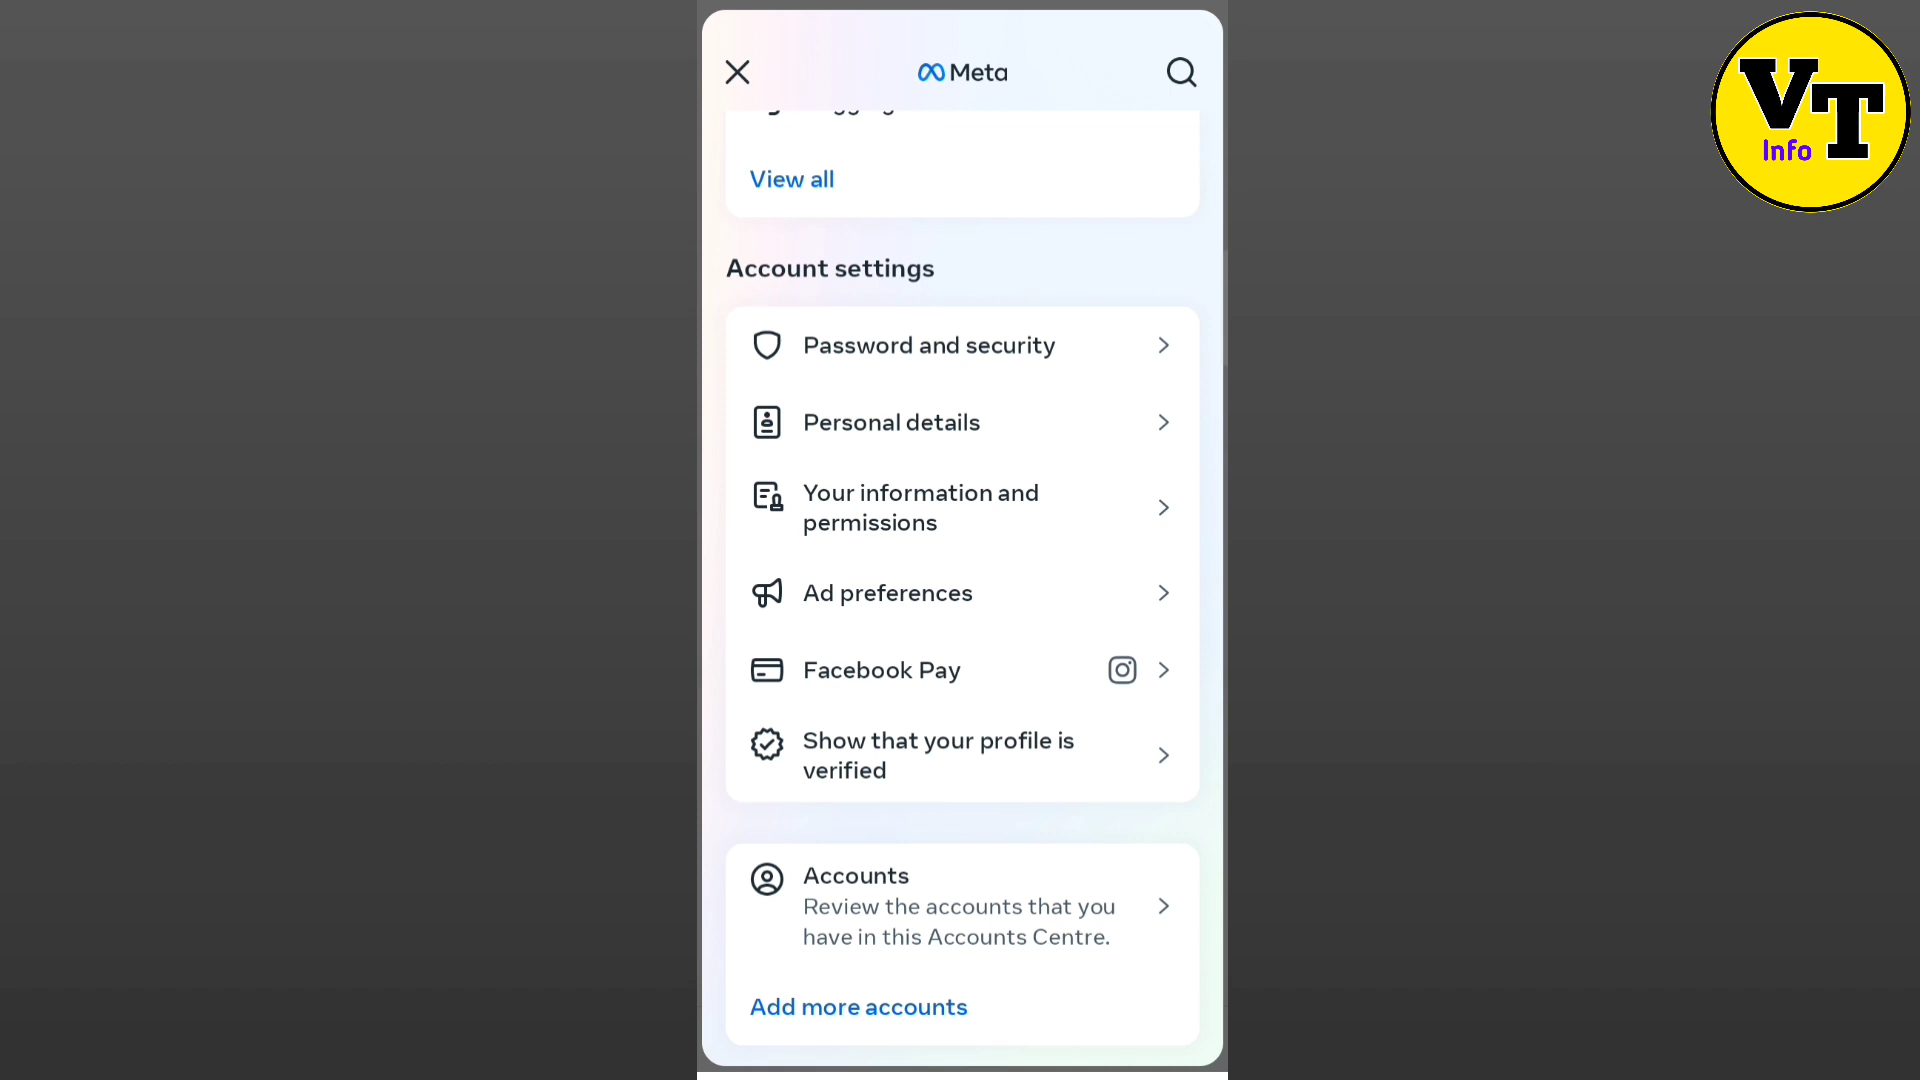 Meta
View all
Account settings
Password and security
Personal details
Your information and
permissions
Ad preferences
Facebook Pay
Show that your profile is
verified
Accounts
Review the accounts that you
have in this Accounts Centre.
Add more accounts
VT
Info